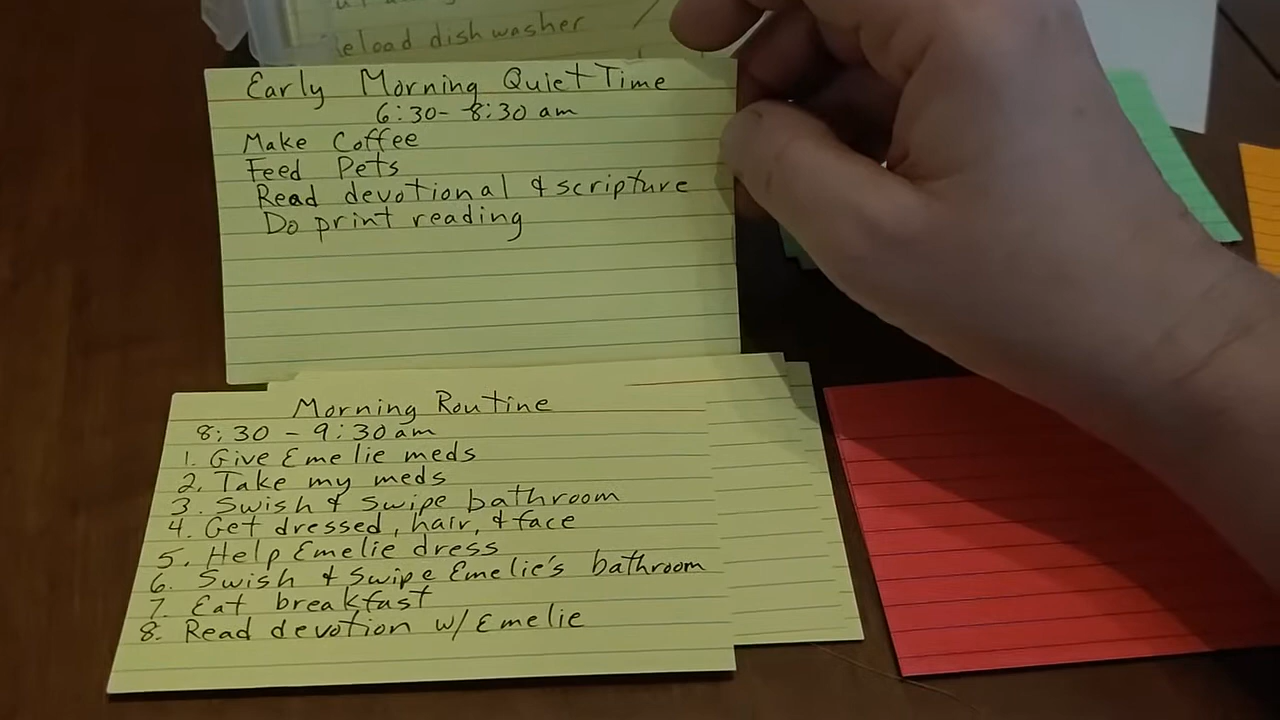 eload dishwasher
Early Morning Quiet Time
6:30- 8:30 am
Make Coffee
Feed Pets
Read devotional & scripture
Do print reading
Morning Routine
8:30 - 9:30 am
1. Give Emelie meds
2. Take my meds
3. Swish & Swipe bathroom
4. Get dressed, hair, & face
5. Help Emelie dress
6. Swish & Swipe Emelie's bathroom
7. Eat breakfast
8. Read devotion w/ Emelie